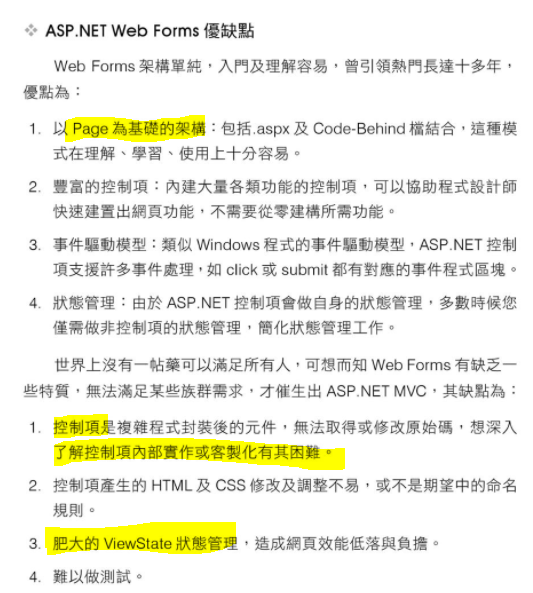 ❖ ASP.NET Web Forms 優缺點
Web Forms 架構單純，入門及理解容易，曾引領熱門長達十多年，
優點為：
1. 以 Page 為基礎的架構：包括.aspx 及 Code-Behind 檔結合，這種模
式在理解、學習、使用上十分容易。
2. 豐富的控制項：內建大量各類功能的控制項，可以協助程式設計師
快速建置出網頁功能，不需要從零建構所需功能。
3. 事件驅動模型：類似 Windows 程式的事件驅動模型，ASP.NET 控制
項支援許多事件處理，如 click 或 submit 都有對應的事件程式區塊。
4. 狀態管理：由於 ASP.NET 控制項會做自身的狀態管理，多數時候您
僅需做非控制項的狀態管理，簡化狀態管理工作。
世界上沒有一帖藥可以滿足所有人，可想而知 Web Forms 有缺乏一
些特質，無法滿足某些族群需求，才催生出 ASP.NET MVC，其缺點為：
1. 控制項是複雜程式封裝後的元件，無法取得或修改原始碼，想深入
了解控制項內部實作或客製化有其困難。
2. 控制項產生的 HTML 及 CSS 修改及調整不易，或不是期望中的命名
規則。
3. 肥大的 ViewState 狀態管理，造成網頁效能低落與負擔。
4. 難以做測試。